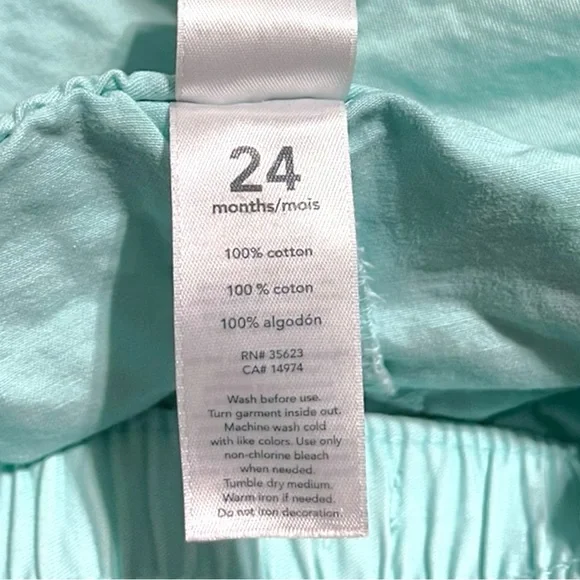 24
months/mois
100% cotton
100 % coton
100% algodón
RN# 35623
CA# 14974
Wash before use.
Turn garment inside out.
Machine wash cold
with like colors. Use only
non-chlorine bleach
when needed.
Tumble dry medium.
Warm iron if needed.
Do not iron decoration.